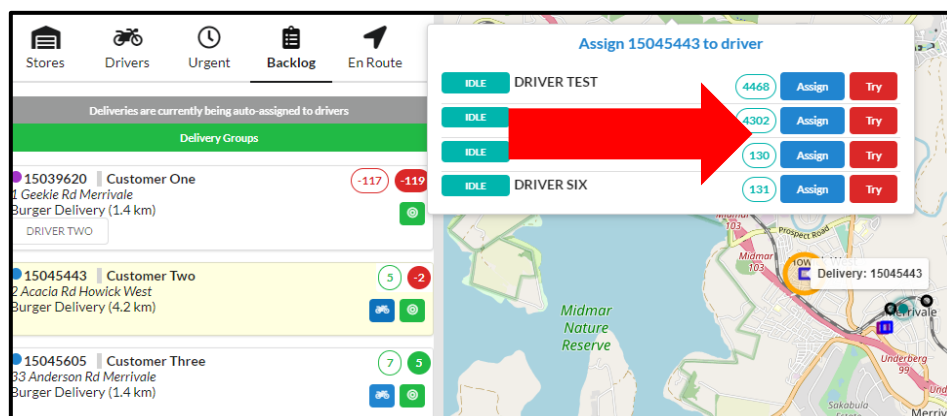 Stores Drivers Urgent Backlog En Route
Deliveries are currently being auto-assigned to drivers
Delivery Groups
15039620 Customer One -117 -119
1 Geekie Rd Merrivale
Burger Delivery (1.4 km)
DRIVER TWO
15045443 Customer Two 5 -2
2 Acacia Rd Howick West
Burger Delivery (4.2 km)
15045605 Customer Three 7 5
33 Anderson Rd Merrivale
Burger Delivery (1.4 km)
Assign 15045443 to driver
IDLE DRIVER TEST 4468 Assign Try
IDLE 4302 Assign Try
IDLE 130 Assign Try
IDLE DRIVER SIX 131 Assign Try
Midmar
103
Prospect Road
Midmar
103
Delivery: 15045443
Midmar
Nature
Reserve
Merrivale
Underberg
99
Sakabula